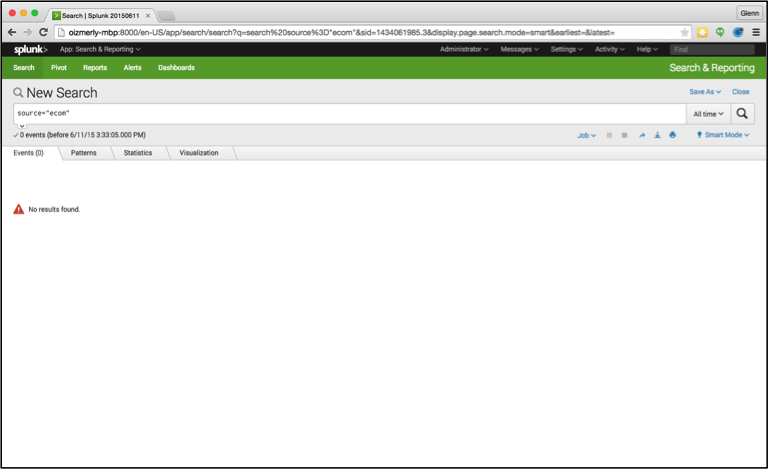 Search | Splunk 20150611
Glenn
oizmerly-mbp:8000/en-US/app/search/search?q=search%20source%3D"ecom"&sid=1434061985.3&display.page.search.mode=smart&earliest=&latest=
splunk> App: Search & Reporting Administrator Messages Settings Activity Help Find
Search Pivot Reports Alerts Dashboards Search & Reporting
New Search Save As Close
source="ecom" All time
✓ 0 events (before 6/11/15 3:33:05.000 PM) Job Smart Mode
Events (0) Patterns Statistics Visualization
No results found.